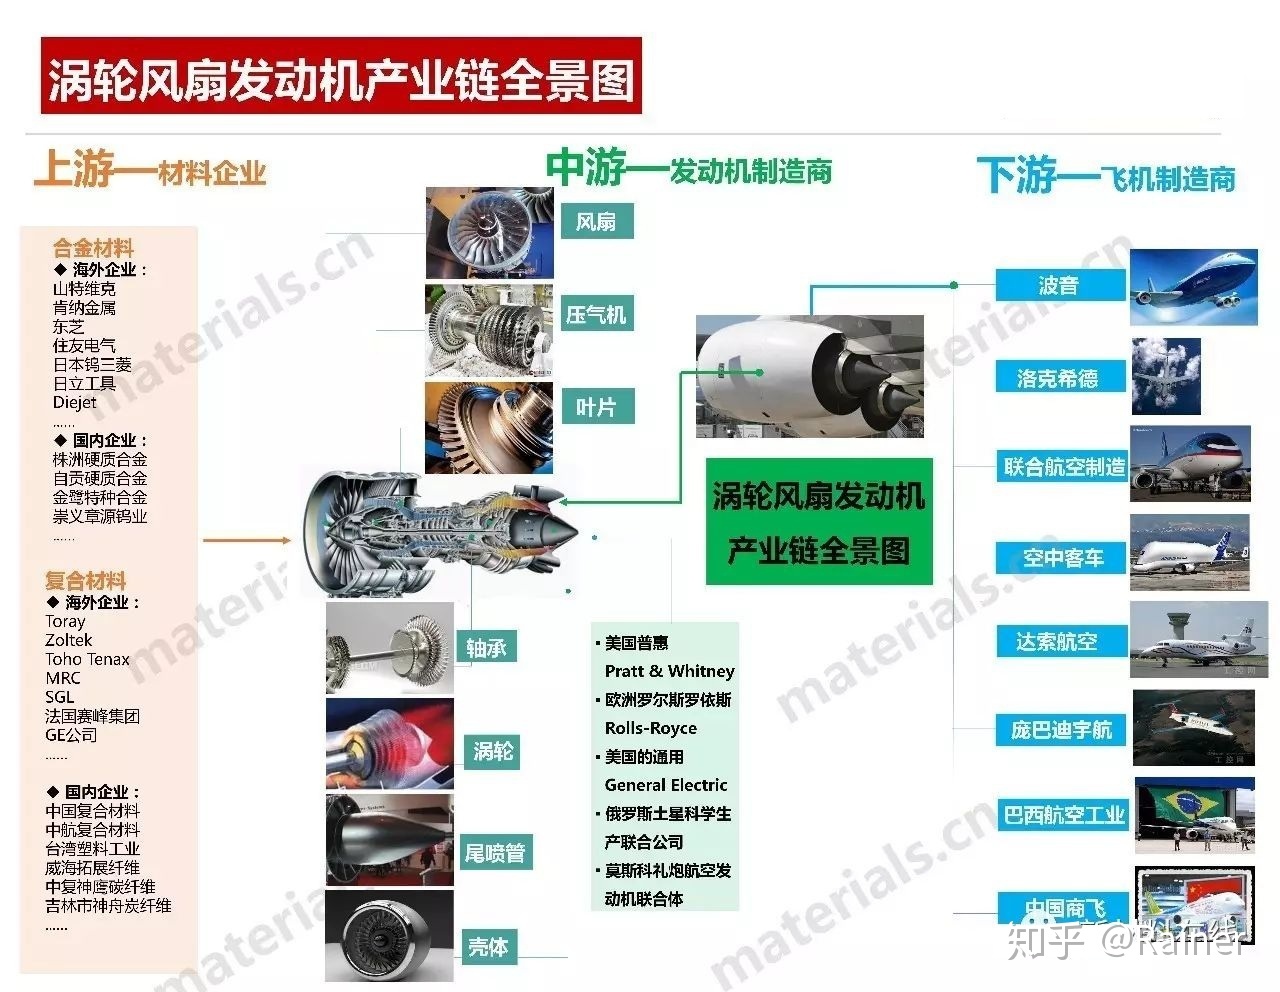 涡轮风扇发动机产业链全景图
上游—材料企业
中游—发动机制造商
下游—飞机制造商
合金材料
◆ 海外企业：
山特维克
肯纳金属
东芝
住友电气
日本钨三菱
日立工具
Diejet
......
◆ 国内企业：
株洲硬质合金
自贡硬质合金
金鹭特种合金
崇义章源钨业
......
复合材料
◆ 海外企业：
Toray
Zoltek
Toho Tenax
MRC
SGL
法国赛峰集团
GE公司
......
◆ 国内企业：
中国复合材料
中航复合材料
台湾塑料工业
威海拓展纤维
中复神鹰碳纤维
吉林市神舟炭纤维
......
风扇
压气机
叶片
轴承
涡轮
尾喷管
壳体
涡轮风扇发动机
产业链全景图
· 美国普惠
Pratt & Whitney
· 欧洲罗尔斯罗依斯
Rolls-Royce
· 美国的通用
General Electric
· 俄罗斯土星科学生
产联合公司
· 莫斯科礼炮航空发
动机联合体
波音
洛克希德
联合航空制造
空中客车
达索航空
庞巴迪宇航
巴西航空工业
中国商飞
materials.cn
materials.cn
materials.cn
materials.cn
materials.cn
materials.cn
工控网
工控网
知乎 @Rainer